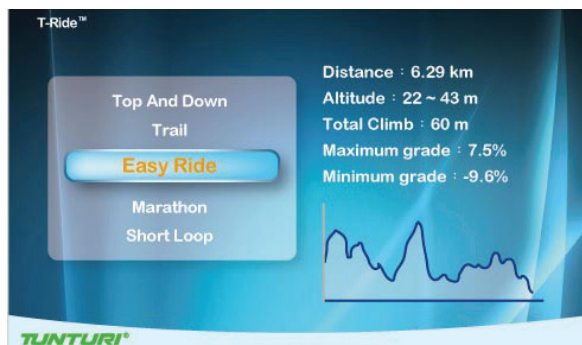 T-Ride™
Top And Down
Trail
Easy Ride
Marathon
Short Loop
Distance : 6.29 km
Altitude : 22 ~ 43 m
Total Climb : 60 m
Maximum grade : 7.5%
Minimum grade : -9.6%
TUNTURI®